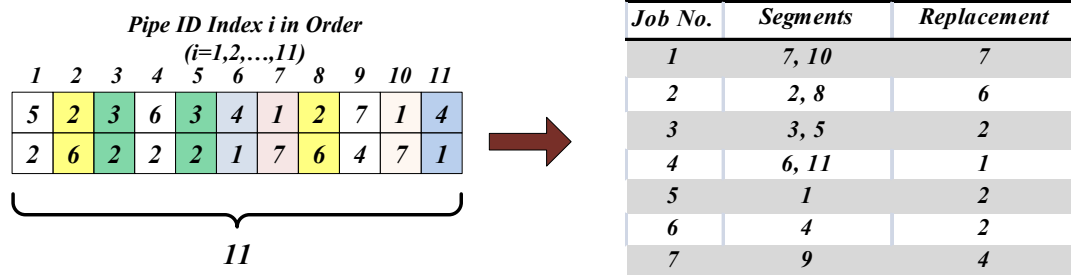 Pipe ID Index i in Order
(i=1,2,...,11)
1 2 3 4 5 6 7 8 9 10 11
5 2 3 6 3 4 1 2 7 1 4
2 6 2 2 2 1 7 6 4 7 1
11
Job No. Segments Replacement
1 7, 10 7
2 2, 8 6
3 3, 5 2
4 6, 11 1
5 1 2
6 4 2
7 9 4